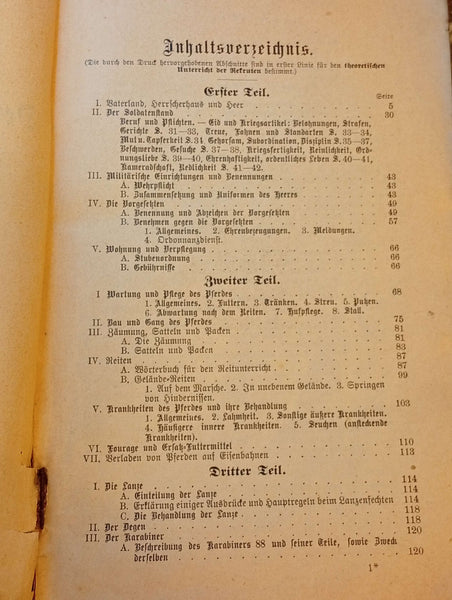 Inhaltsverzeichnis.
(Die durch den Druck hervorgehobenen Abschnitte sind in erster Linie für den theoretischen
Unterricht der Rekruten bestimmt.)
Erster Teil.
Seite
I. Vaterland, Herrscherhaus und Heer 5
II. Der Soldatenstand 30
Beruf und Pflichten. — Eid und Kriegsartikel: Belohnungen, Strafen,
Gerichte S. 31—33, Treue, Fahnen und Standarten S. 33—34,
Mut u. Tapferkeit S. 34. Gehorsam, Subordination, Disziplin S. 35—37,
Beschwerden, Gesuche S. 37—38, Kriegsfertigkeit, Reinlichkeit, Ord-
nungsliebe S. 39—40, Ehrenhaftigkeit, ordentliches Leben S. 40—41,
Kameradschaft, Redlichkeit S. 41—42.
III. Militärische Einrichtungen und Benennungen 43
A. Wehrpflicht 43
B. Zusammensetzung und Uniformen des Heeres 43
IV. Die Vorgesetzten 49
A. Benennung und Abzeichen der Vorgesetzten 49
B. Benehmen gegen die Vorgesetzten 57
1. Allgemeines. 2. Ehrenbezeugungen. 3. Meldungen.
4. Ordonnanzdienst.
V. Wohnung und Verpflegung 66
A. Stubenordnung 66
B. Gebührnisse 66
Zweiter Teil.
I Wartung und Pflege des Pferdes 68
1. Allgemeines. 2. Futtern. 3. Tränken. 4. Streu. 5. Putzen.
6. Abwartung nach dem Reiten. 7. Hufpflege. 8. Stall.
II. Bau und Gang des Pferdes 75
III. Zäumung, Satteln und Packen 81
A. Die Zäumung 81
B. Satteln und Packen 83
IV. Reiten 87
A. Wörterbuch für den Reitunterricht 87
B. Gelände-Reiten 99
1. Auf dem Marsche. 2. In unebenem Gelände. 3. Springen
von Hindernissen.
V. Krankheiten des Pferdes und ihre Behandlung 103
1. Allgemeines. 2. Lahmheit. 3. Sonstige äußere Krankheiten.
4. Häufigere innere Krankheiten. 5. Seuchen (ansteckende
Krankheiten).
VI. Fourage und Ersatz-Futtermittel 110
VII. Verladen von Pferden auf Eisenbahnen 113
Dritter Teil.
I. Die Lanze 114
A. Einteilung der Lanze 114
B. Erklärung einiger Ausdrücke und Hauptregeln beim Lanzenfechten 114
C. Die Behandlung der Lanze 118
II. Der Degen 118
III. Der Karabiner 120
A. Beschreibung des Karabiners 88 und seiner Teile, sowie Zweck
derselben 120
1*